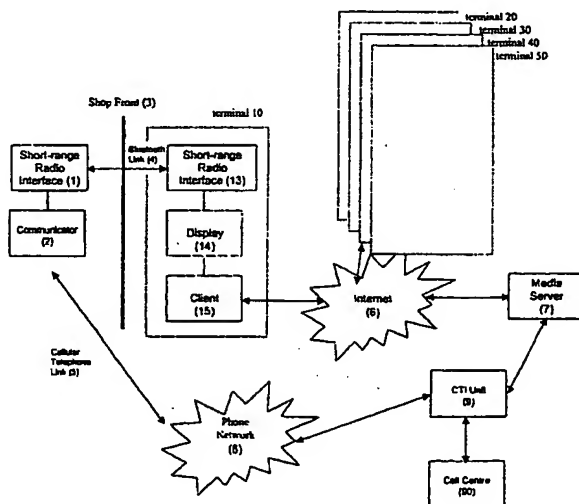 terminal 20
terminal 30
terminal 40
terminal 50
Shop Front (3)
terminal 10
Bluetooth
Link (4)
Short-range
Radio
Interface (1)
Short-range
Radio
Interface (13)
Communicator
(2)
Display
(14)
Client
(15)
Internet
(6)
Media
Server
(7)
Cellular
Telephone
Link (5)
CTI Unit
(9)
Phone
Network
(8)
Call Centre
(90)